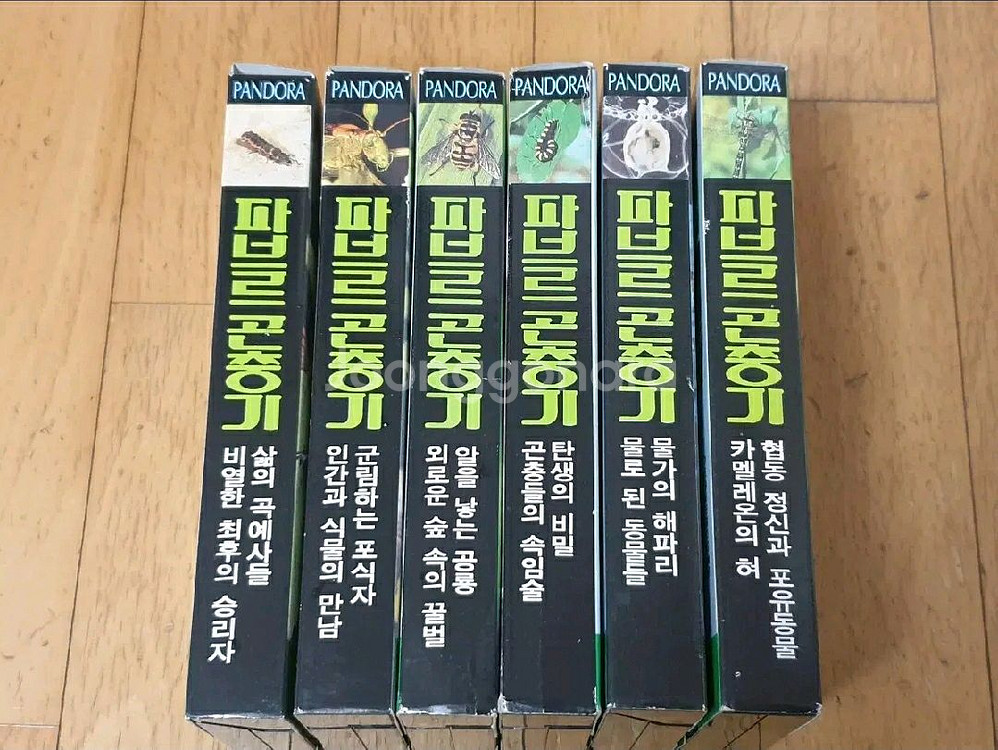 PANDORA
파브르 곤충기
삶의 곡예사들
비열한 최후의 승리자
PANDORA
파브르 곤충기
군림하는 포식자
인간과 식물의 만남
PANDORA
파브르 곤충기
알을 낳는 공룡
외로운 숲 속의 꿀벌
PANDORA
파브르 곤충기
탄생의 비밀
곤충들의 속임술
PANDORA
파브르 곤충기
물가의 해파리
물로 된 동물들
PANDORA
파브르 곤충기
협동 정신과 포유동물
카멜레온의 혀
joonggonara